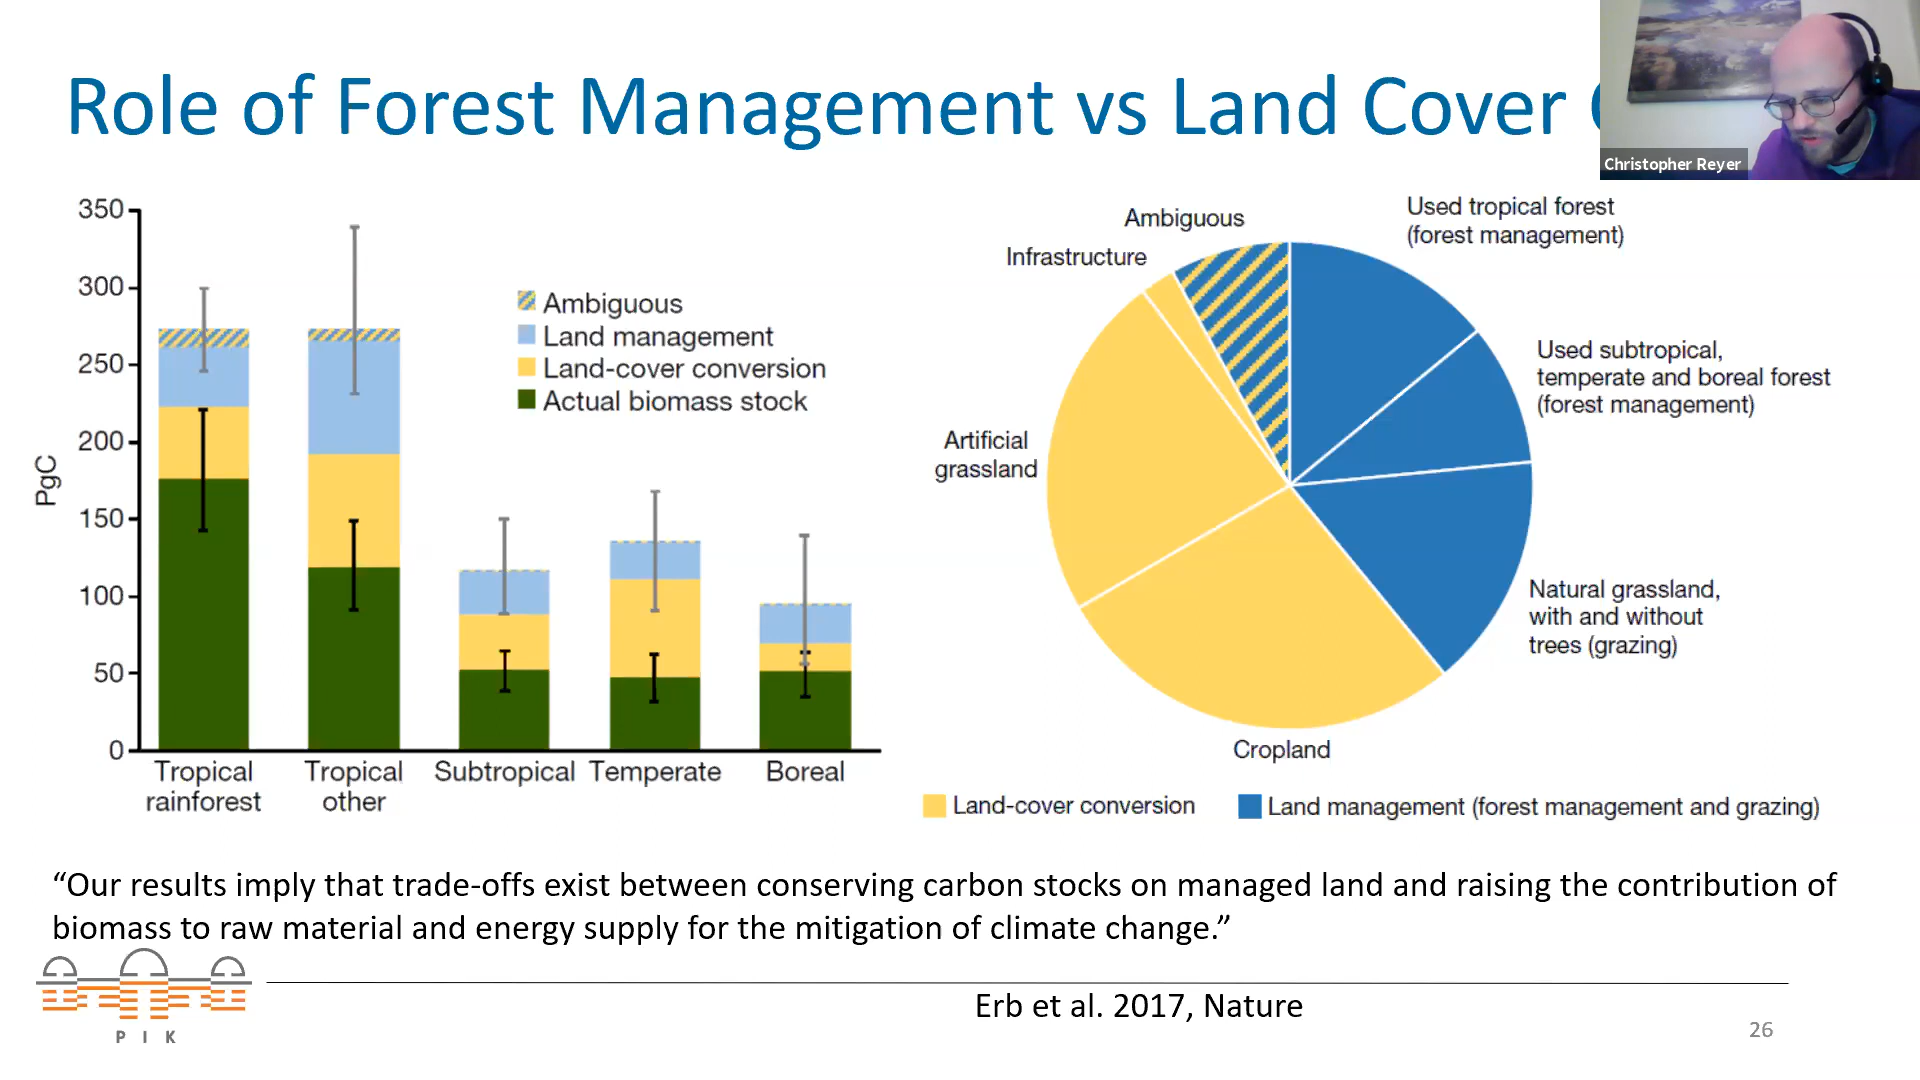 Role of Forest Management vs Land Cover
Christopher Reyer
350
300
250
200
150
100
50
0
PgC
Ambiguous
Land management
Land-cover conversion
Actual biomass stock
Tropical
rainforest
Tropical
other
Subtropical
Temperate
Boreal
Ambiguous
Infrastructure
Artificial
grassland
Cropland
Used tropical forest
(forest management)
Used subtropical,
temperate and boreal forest
(forest management)
Natural grassland,
with and without
trees (grazing)
Land-cover conversion
Land management (forest management and grazing)
“Our results imply that trade-offs exist between conserving carbon stocks on managed land and raising the contribution of
biomass to raw material and energy supply for the mitigation of climate change.”
P I K
Erb et al. 2017, Nature
26